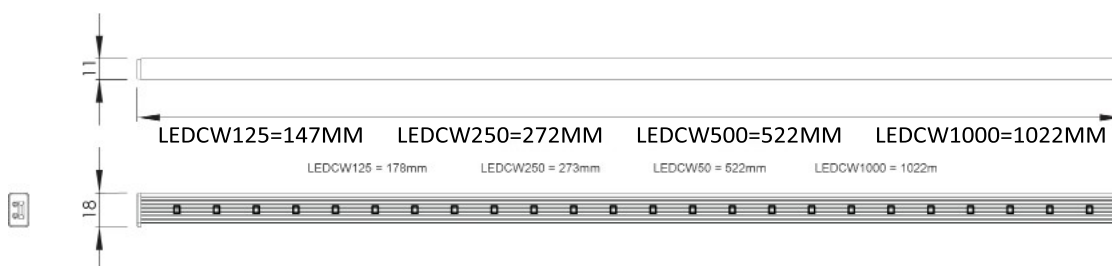 11
LEDCW125=147MM LEDCW250=272MM LEDCW500=522MM LEDCW1000=1022MM
LEDCW125 = 178mm LEDCW250 = 273mm LEDCW50 = 522mm LEDCW1000 = 1022m
18